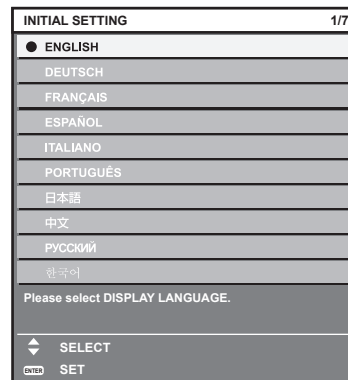 INITIAL SETTING 1/7
ENGLISH
DEUTSCH
FRANÇAIS
ESPAÑOL
ITALIANO
PORTUGUÊS
日本語
中文
РУССКИЙ
한국어
Please select DISPLAY LANGUAGE.
SELECT
ENTER SET